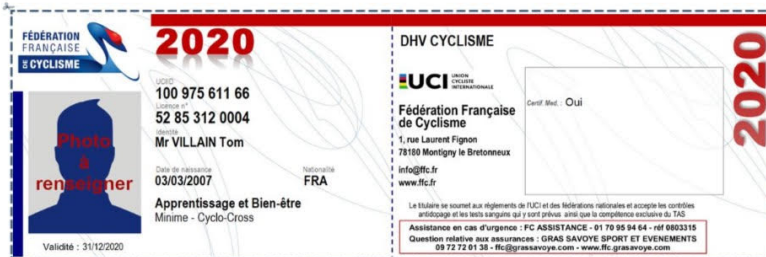 FÉDÉRATION
FRANÇAISE
DE CYCLISME
2020
UCIID
100 975 611 66
Licence n°
52 85 312 0004
Identité
Mr VILLAIN Tom
Date de naissance
03/03/2007
Nationalité
FRA
Apprentissage et Bien-être
Minime - Cyclo-Cross
Photo
à
renseigner
Validité : 31/12/2020
DHV CYCLISME
UCI UNION
CYCLISTE
INTERNATIONALE
Fédération Française
de Cyclisme
1, rue Laurent Fignon
78180 Montigny le Bretonneux
info@ffc.fr
www.ffc.fr
Certif. Med. : Oui
2020
Le titulaire se soumet aux réglements de l'UCI et des fédérations nationales et accepte les contrôles
antidopage et les tests sanguins qui y sont prévus ainsi que la compétence exclusive du TAS
Assistance en cas d'urgence : FC ASSISTANCE - 01 70 95 94 64 - réf 0803315
Question relative aux assurances : GRAS SAVOYE SPORT ET EVENEMENTS
09 72 72 01 38 - ffc@grassavoye.com - www.ffc.grasavoye.com